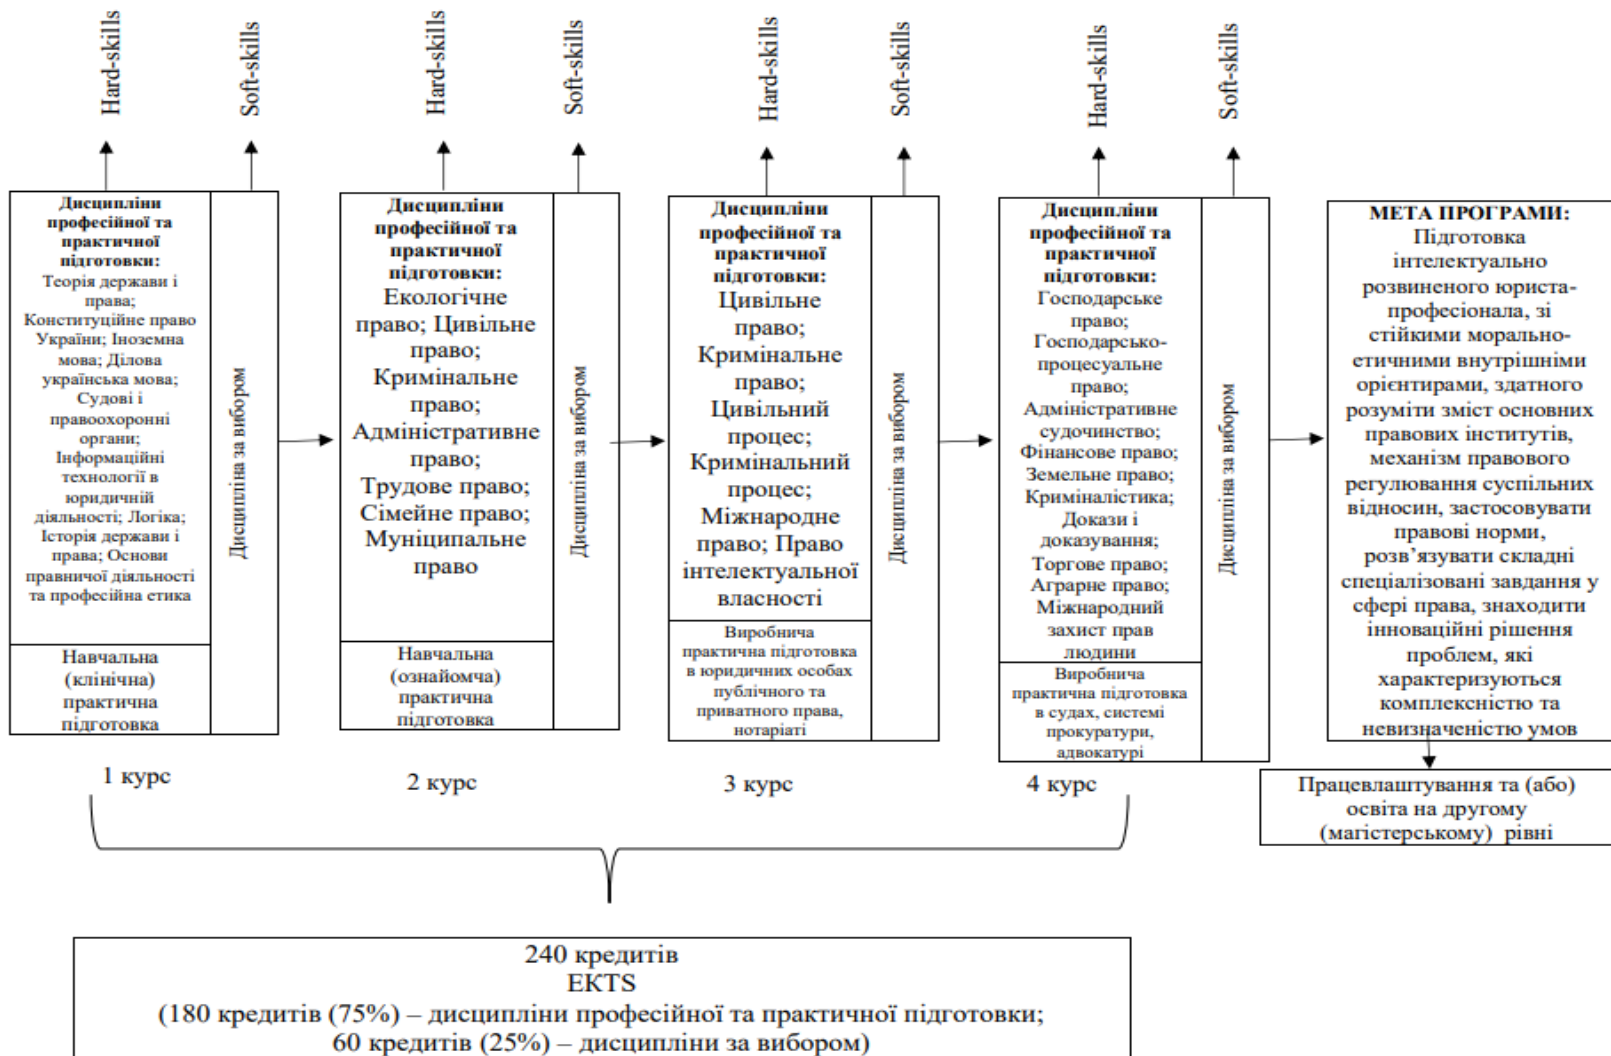 Hard-skills
Soft-skills
Hard-skills
Soft-skills
Hard-skills
Soft-skills
Hard-skills
Soft-skills
Дисципліни
професійної та
практичної
підготовки:
Теорія держави і
права;
Конституційне право
України; Іноземна
мова; Ділова
українська мова;
Судові і
правоохоронні
органи;
Інформаційні
технології в
юридичній
діяльності; Логіка;
Історія держави і
права; Основи
правничої діяльності
та професійна етика
Навчальна
(клінічна)
практична
підготовка
Дисципліна за вибором
1 курс
Дисципліни
професійної та
практичної
підготовки:
Екологічне
право; Цивільне
право;
Кримінальне
право;
Адміністративне
право;
Трудове право;
Сімейне право;
Муніципальне
право
Навчальна
(ознайомча)
практична
підготовка
Дисципліна за вибором
2 курс
Дисципліни
професійної та
практичної
підготовки:
Цивільне
право;
Кримінальне
право;
Цивільний
процес;
Кримінальний
процес;
Міжнародне
право; Право
інтелектуальної
власності
Виробнича
практична підготовка
в юридичних особах
публічного та
приватного права,
нотаріаті
Дисципліна за вибором
3 курс
Дисципліни
професійної та
практичної
підготовки:
Господарське
право;
Господарсько-
процесуальне
право;
Адміністративне
судочинство;
Фінансове право;
Земельне право;
Криміналістика;
Докази і
доказування;
Торгове право;
Аграрне право;
Міжнародний
захист прав
людини
Виробнича
практична підготовка
в судах, системі
прокуратури,
адвокатурі
Дисципліна за вибором
4 курс
МЕТА ПРОГРАМИ:
Підготовка
інтелектуально
розвиненого юриста-
професіонала, зі
стійкими морально-
етичними внутрішніми
орієнтирами, здатного
розуміти зміст основних
правових інститутів,
механізм правового
регулювання суспільних
відносин, застосовувати
правові норми,
розв’язувати складні
спеціалізовані завдання у
сфері права, знаходити
інноваційні рішення
проблем, які
характеризуються
комплексністю та
невизначеністю умов
Працевлаштування та (або)
освіта на другому
(магістерському) рівні
240 кредитів
ЕКTS
(180 кредитів (75%) – дисципліни професійної та практичної підготовки;
60 кредитів (25%) – дисципліни за вибором)